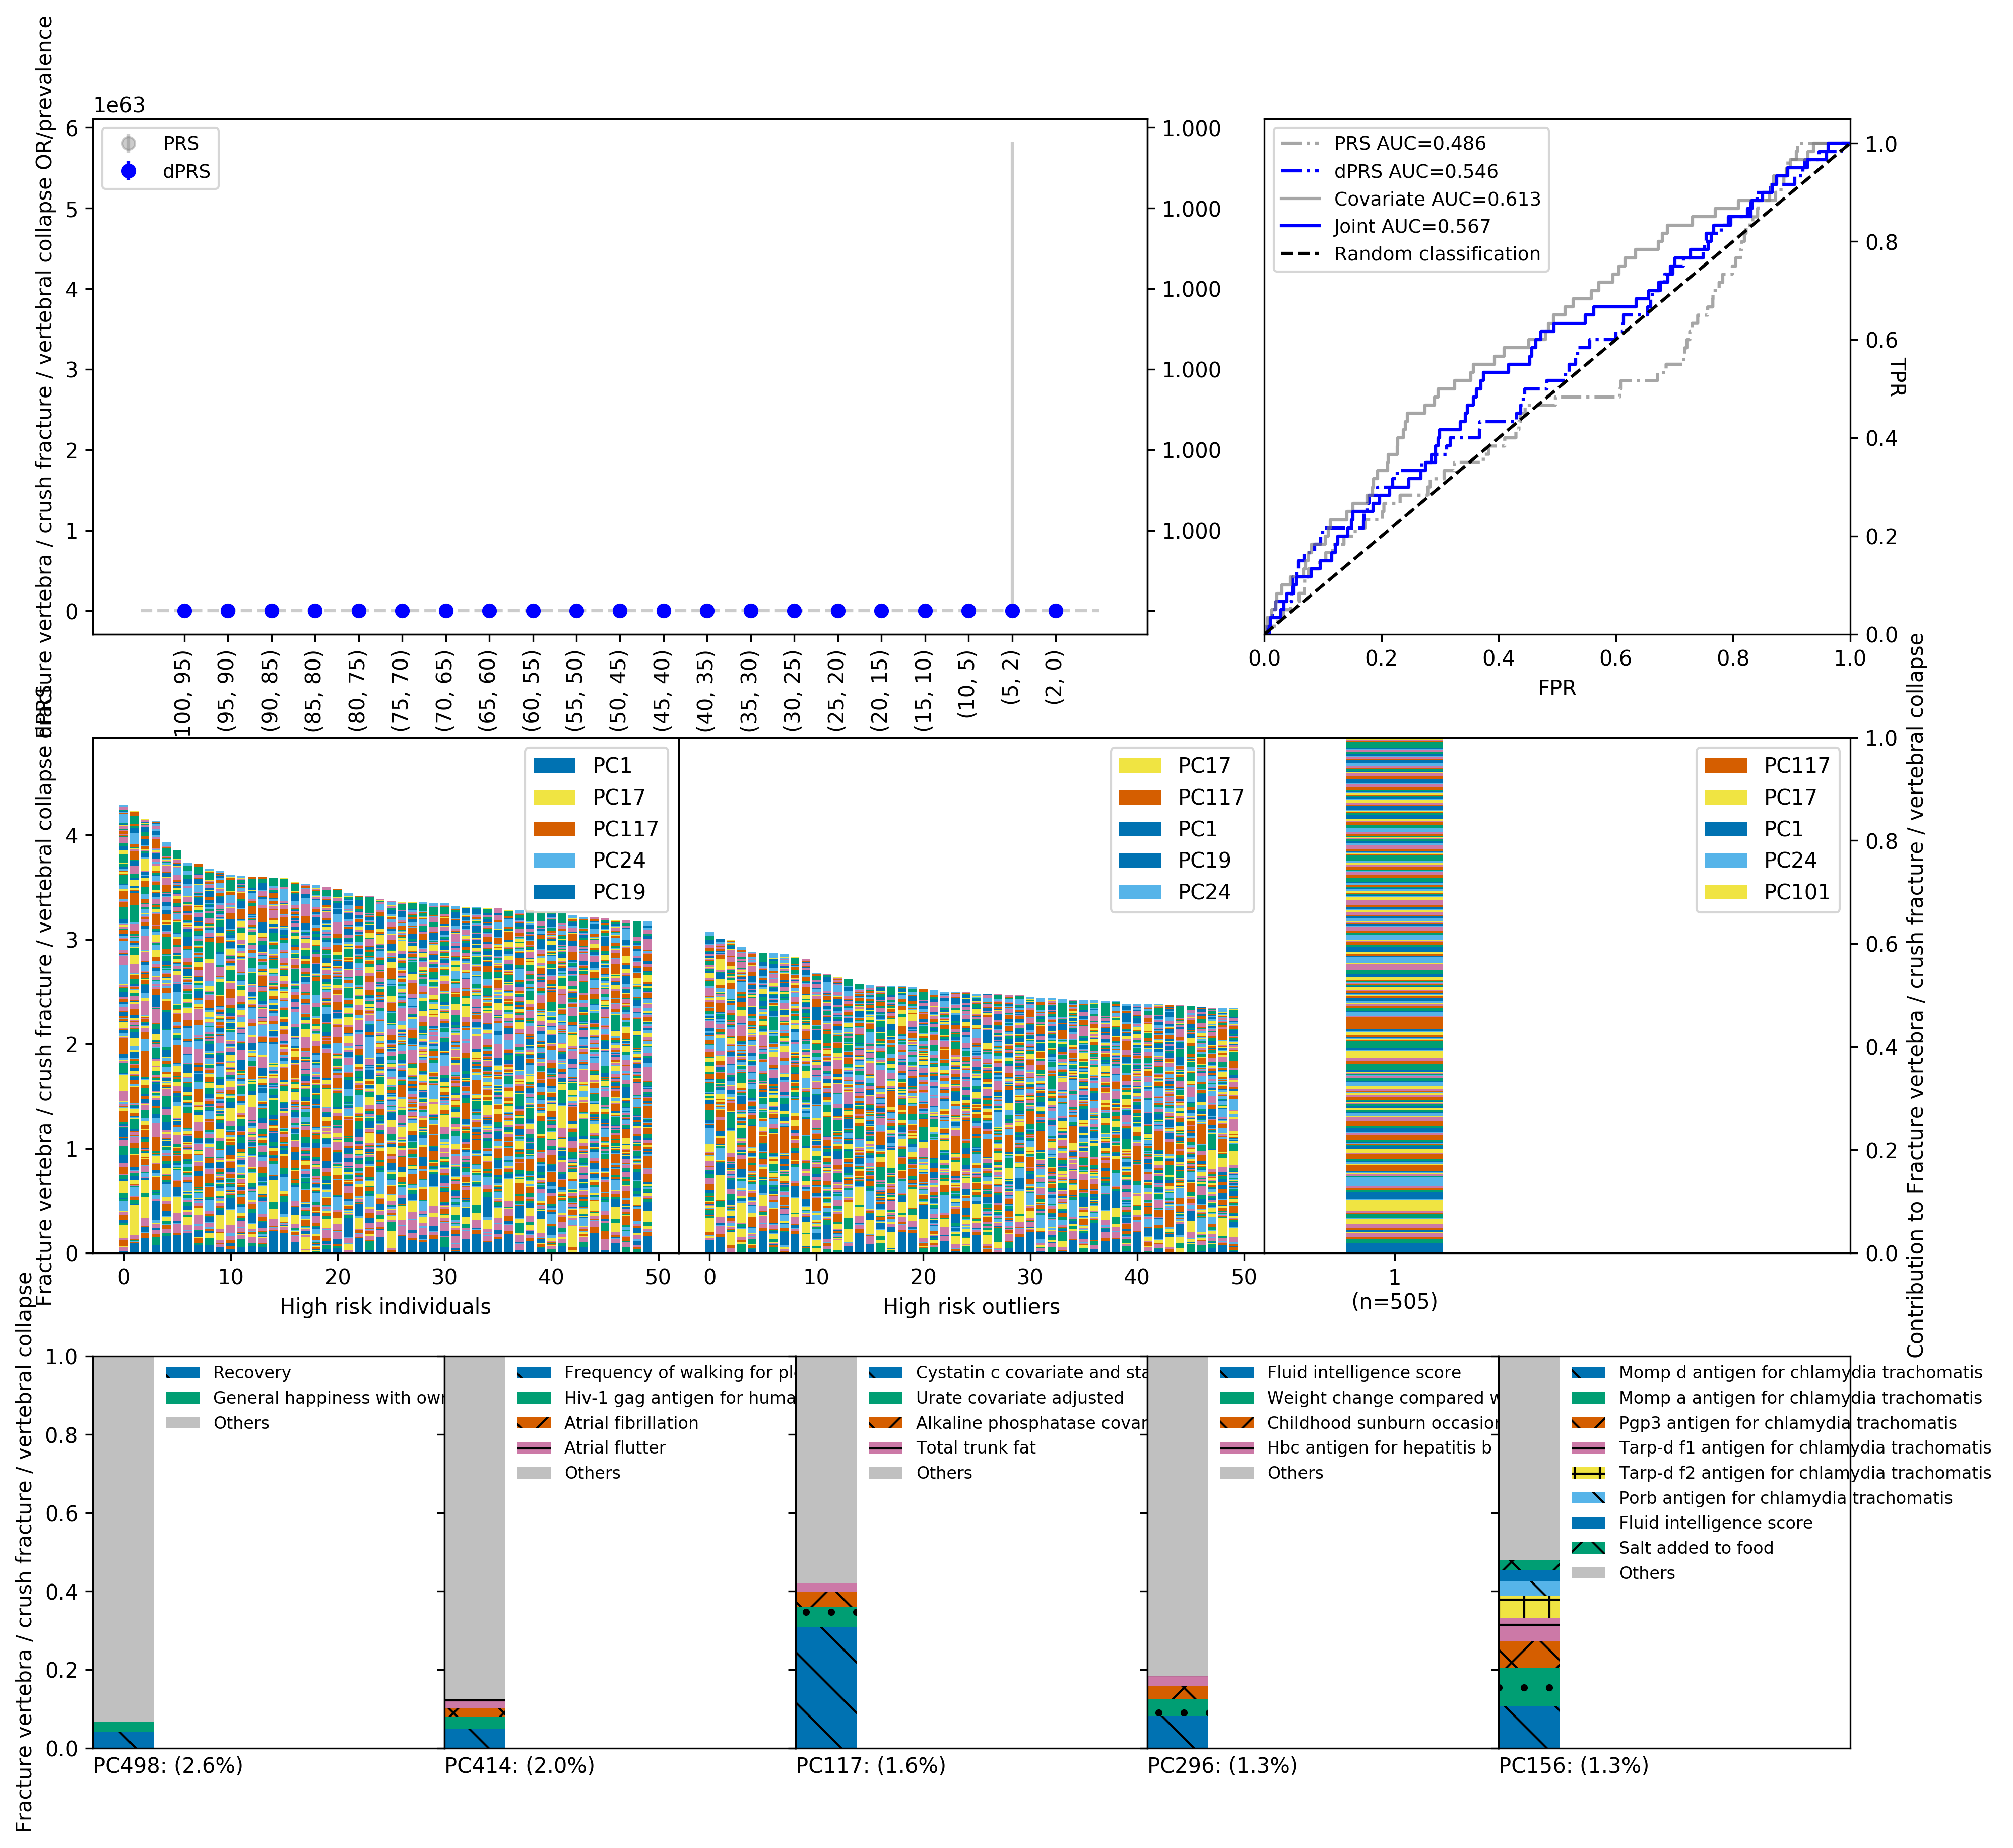 Fracture vertebra / crush fracture / vertebral collapse OR/prevalence
1e63
PRS
dPRS
6
5
4
3
2
1
0
1.000
1.000
1.000
1.000
1.000
1.000
100, 95)
(95, 90)
(90, 85)
(85, 80)
(80, 75)
(75, 70)
(70, 65)
(65, 60)
(60, 55)
(55, 50)
(50, 45)
(45, 40)
(40, 35)
(35, 30)
(30, 25)
(25, 20)
(20, 15)
(15, 10)
(10, 5)
(5, 2)
(2, 0)
PRS AUC=0.486
dPRS AUC=0.546
Covariate AUC=0.613
Joint AUC=0.567
Random classification
1.0
0.8
0.6
0.4
0.2
0.0
TPR
0.0
0.2
0.4
0.6
0.8
1.0
FPR
Fracture vertebra / crush fracture / vertebral collapse dPRS
4
3
2
1
0
PC1
PC17
PC117
PC24
PC19
0
10
20
30
40
50
High risk individuals
PC17
PC117
PC1
PC19
PC24
0
10
20
30
40
50
High risk outliers
PC117
PC17
PC1
PC24
PC101
1
(n=505)
1.0
0.8
0.6
0.4
0.2
0.0
Contribution to Fracture vertebra / crush fracture / vertebral collapse
Fracture vertebra / crush fracture / vertebral collapse
1.0
0.8
0.6
0.4
0.2
0.0
Recovery
General happiness with owr
Others
PC498: (2.6%)
Frequency of walking for pl
Hiv-1 gag antigen for huma
Atrial fibrillation
Atrial flutter
Others
PC414: (2.0%)
Cystatin c covariate and sta
Urate covariate adjusted
Alkaline phosphatase covar
Total trunk fat
Others
PC117: (1.6%)
Fluid intelligence score
Weight change compared w
Childhood sunburn occasior
Hbc antigen for hepatitis b
Others
PC296: (1.3%)
Momp d antigen for chlamydia trachomatis
Momp a antigen for chlamydia trachomatis
Pgp3 antigen for chlamydia trachomatis
Tarp-d f1 antigen for chlamydia trachomatis
Tarp-d f2 antigen for chlamydia trachomatis
Porb antigen for chlamydia trachomatis
Fluid intelligence score
Salt added to food
Others
PC156: (1.3%)